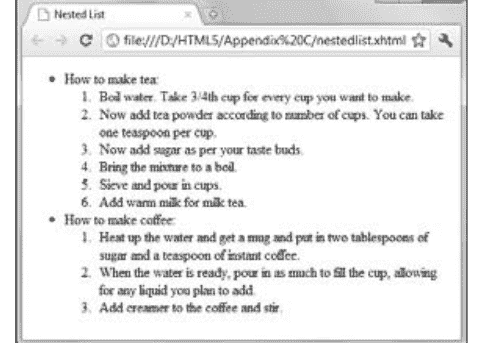 Nested List
file:///D:/HTML5/Appendix%20C/nestedlist.xhtml
• How to make tea:
1. Boil water. Take 3/4th cup for every cup you want to make.
2. Now add tea powder according to number of cups. You can take
one teaspoon per cup.
3. Now add sugar as per your taste buds.
4. Bring the mixture to a boil.
5. Sieve and pour in cups.
6. Add warm milk for milk tea.
• How to make coffee:
1. Heat up the water and get a mug and put in two tablespoons of
sugar and a teaspoon of instant coffee.
2. When the water is ready, pour in as much to fill the cup, allowing
for any liquid you plan to add.
3. Add creamer to the coffee and stir.